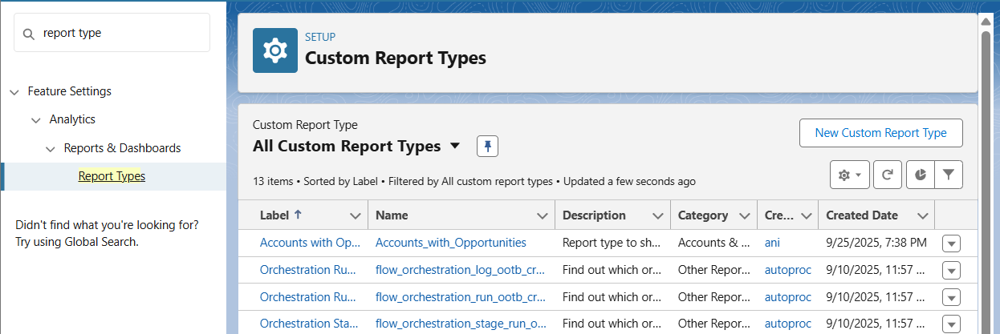 report type
Feature Settings
Analytics
Reports & Dashboards
Report Types
Didn't find what you're looking for?
Try using Global Search.
SETUP
Custom Report Types
Custom Report Type
All Custom Report Types
New Custom Report Type
13 items • Sorted by Label • Filtered by All custom report types • Updated a few seconds ago
Label Name Description Category Cre... Created Date
Accounts with Op... Accounts_with_Opportunities Report type to sh... Accounts & ... ani 9/25/2025, 7:38 PM
Orchestration Ru... flow_orchestration_log_ootb_cr... Find out which or... Other Repor... autoproc 9/10/2025, 11:57 ...
Orchestration Ru... flow_orchestration_run_ootb_cr... Find out which or... Other Repor... autoproc 9/10/2025, 11:57 ...
Orchestration Sta... flow_orchestration_stage_run_o... Find out which or... Other Repor... autoproc 9/10/2025, 11:57 ...